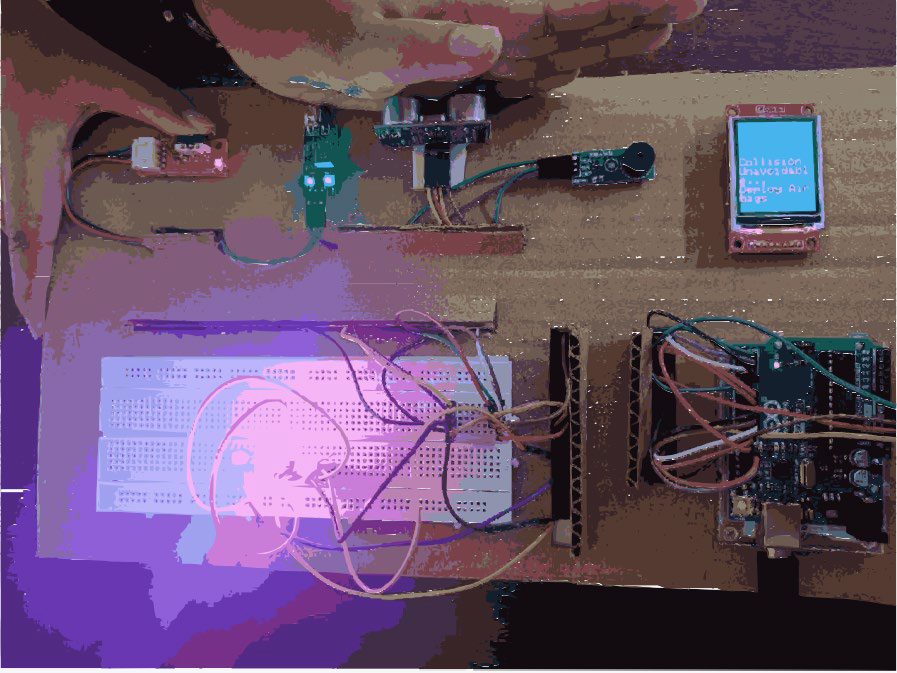 Collision
Unavoidabl
e...
Deploy Air
bags